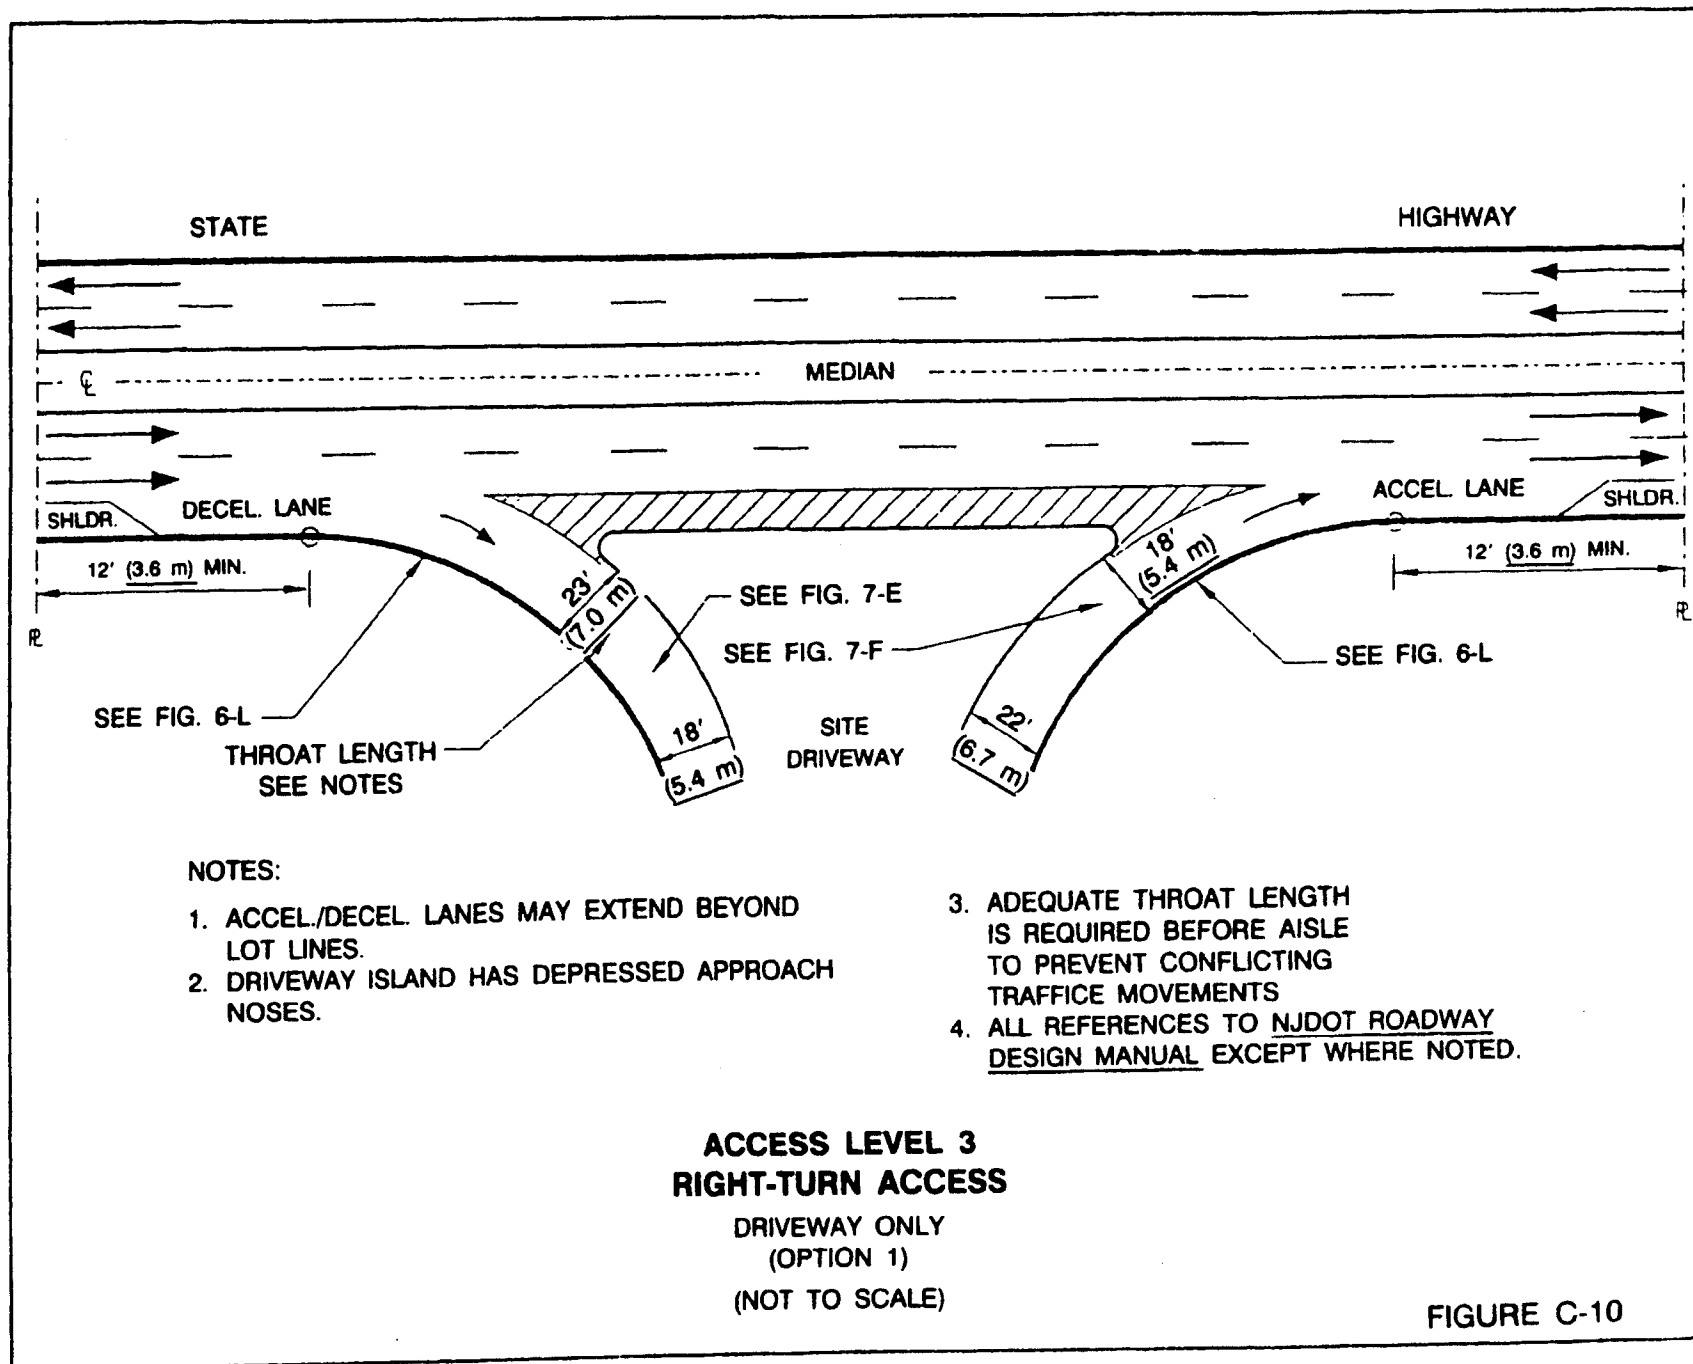 STATE
HIGHWAY
℄
MEDIAN
SHLDR.
DECEL. LANE
ACCEL. LANE
SHLDR.
12' (3.6 m) MIN.
12' (3.6 m) MIN.
23'
(7.0 m)
18'
(5.4 m)
SEE FIG. 7-E
SEE FIG. 7-F
SEE FIG. 6-L
PL
PL
SEE FIG. 6-L
THROAT LENGTH
SEE NOTES
18'
(5.4 m)
SITE
DRIVEWAY
22'
(6.7 m)
NOTES:
1. ACCEL./DECEL. LANES MAY EXTEND BEYOND
LOT LINES.
2. DRIVEWAY ISLAND HAS DEPRESSED APPROACH
NOSES.
3. ADEQUATE THROAT LENGTH
IS REQUIRED BEFORE AISLE
TO PREVENT CONFLICTING
TRAFFICE MOVEMENTS
4. ALL REFERENCES TO NJDOT ROADWAY
DESIGN MANUAL EXCEPT WHERE NOTED.
ACCESS LEVEL 3
RIGHT-TURN ACCESS
DRIVEWAY ONLY
(OPTION 1)
(NOT TO SCALE)
FIGURE C-10